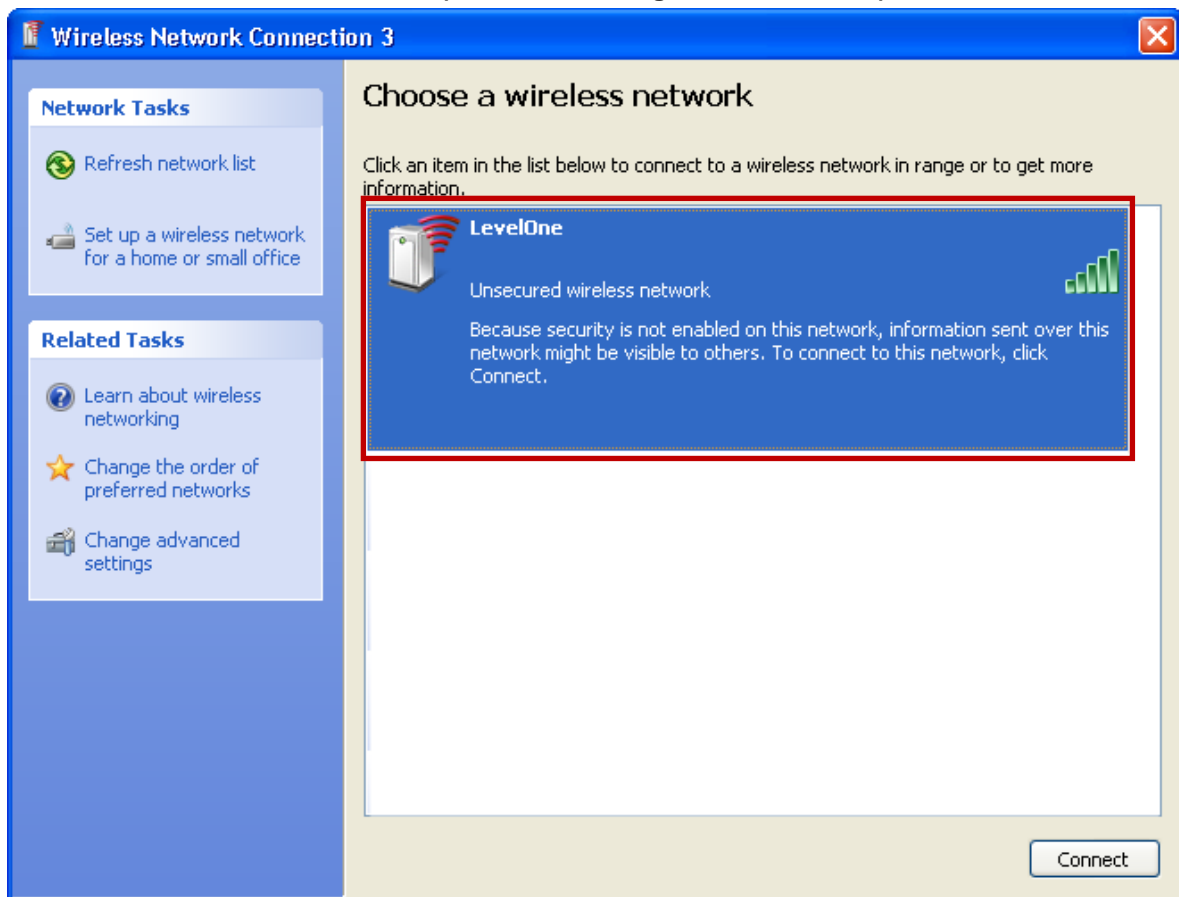 Wireless Network Connection 3
Network Tasks
Refresh network list
Set up a wireless network
for a home or small office
Related Tasks
Learn about wireless
networking
Change the order of
preferred networks
Change advanced
settings
Choose a wireless network
Click an item in the list below to connect to a wireless network in range or to get more
information.
LevelOne
Unsecured wireless network
Because security is not enabled on this network, information sent over this
network might be visible to others. To connect to this network, click
Connect.
Connect